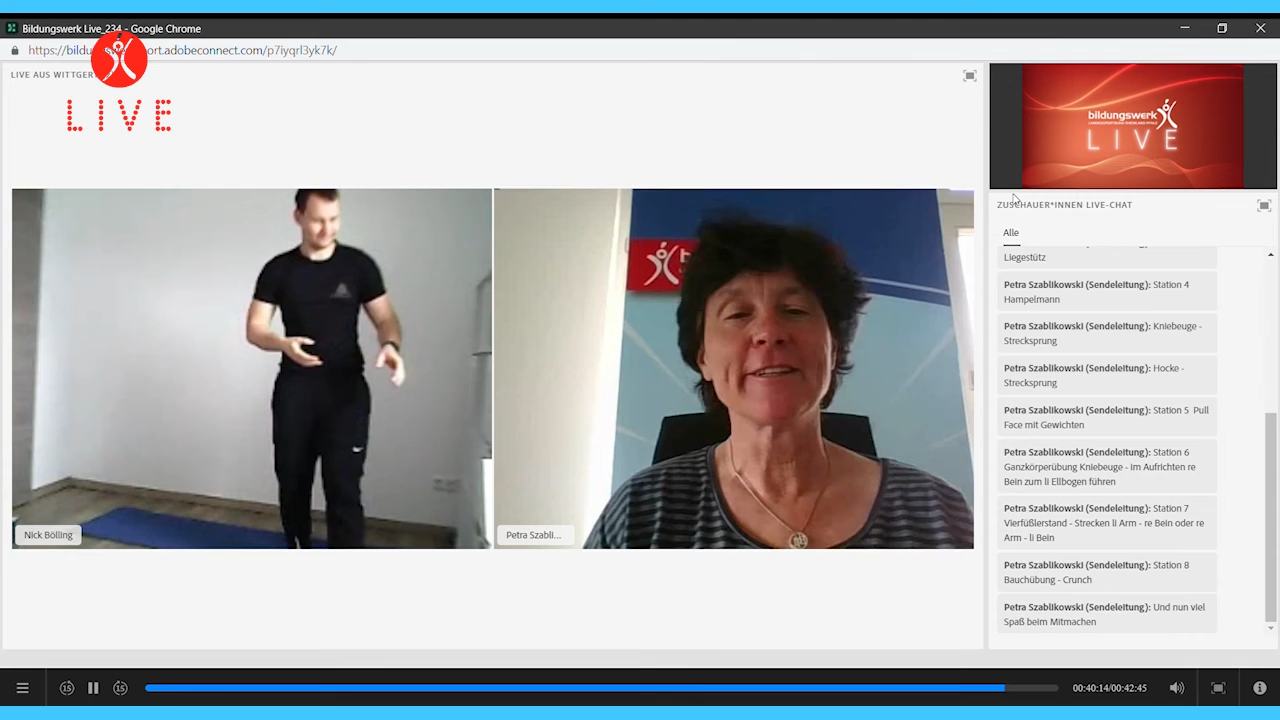 Bildungswerk Live_234 - Google Chrome
https://bildu
ort.adobeconnect.com/p7iyqrl3yk7k/
LIVE AUS WITTGER
LIVE
bildungswerk
LIVE
ZUSCHAUER*INNEN LIVE-CHAT
Alle
Liegestütz
Petra Szablikowski (Sendeleitung): Station 4
Hampelmann
Petra Szablikowski (Sendeleitung): Kniebeuge -
Strecksprung
Petra Szablikowski (Sendeleitung): Hocke -
Strecksprung
Petra Szablikowski (Sendeleitung): Station 5 Pull
Face mit Gewichten
Petra Szablikowski (Sendeleitung): Station 6
Ganzkörperübung Kniebeuge - im Aufrichten re
Bein zum li Ellbogen führen
Petra Szablikowski (Sendeleitung): Station 7
Vierfüßlerstand - Strecken li Arm - re Bein oder re
Arm - li Bein
Petra Szablikowski (Sendeleitung): Station 8
Bauchübung - Crunch
Petra Szablikowski (Sendeleitung): Und nun viel
Spaß beim Mitmachen
Nick Bölling
Petra Szabli...
15
15
00:40:14/00:42:45